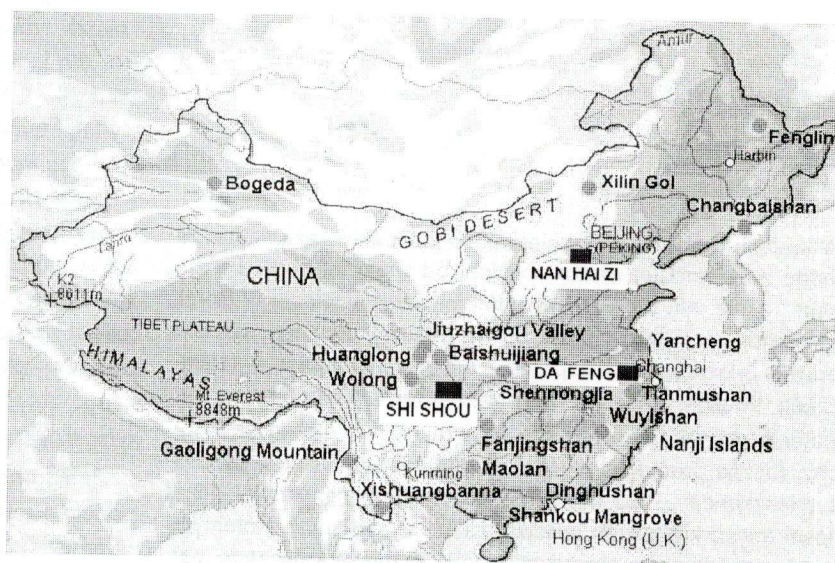 Amur
Fenglin
Harbin
Bogeda
Xilin Gol
Changbaishan
GOBI DESERT
BEIJING
(PEKING)
NAN HAI ZI
Tarim
K2
8611m
CHINA
TIBET PLATEAU
Jiuzhaigou Valley
Yancheng
HIMALAYAS
Huanglong
Baishuijiang
DA FENG
Shanghai
Wolong
Mt. Everest
8848m
SHI SHOU
Shennongjia
Tianmushan
Wuyishan
Gaoligong Mountain
Fanjingshan
Nanji Islands
Kunming
Maolan
Xishuangbanna
Dinghushan
Shankou Mangrove
Hong Kong (U.K.)